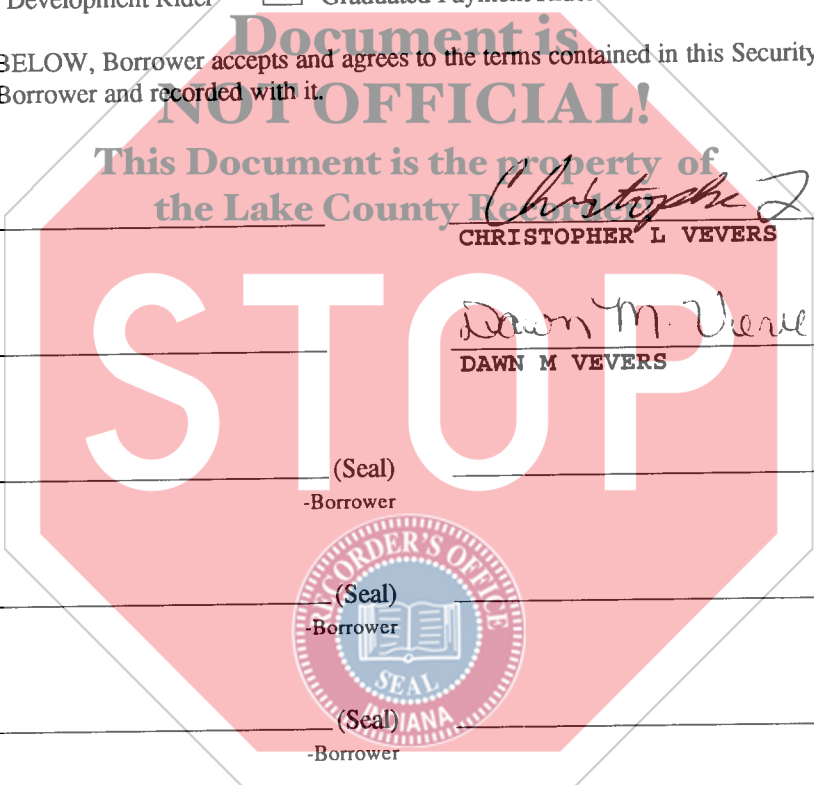 Development Rider Graduated Payment Rider
Document is
BELOW, Borrower accepts and agrees to the terms contained in this Security
Borrower and recorded with it.
NOT OFFICIAL!
This Document is the property of
the Lake County Recorder!
Christophe L
CHRISTOPHER L VEVERS
STOP
Dawn M. Veve
DAWN M VEVERS
(Seal)
-Borrower
RECORDER'S OFFICE
(Seal)
-Borrower
SEAL
INDIANA
(Seal)
-Borrower